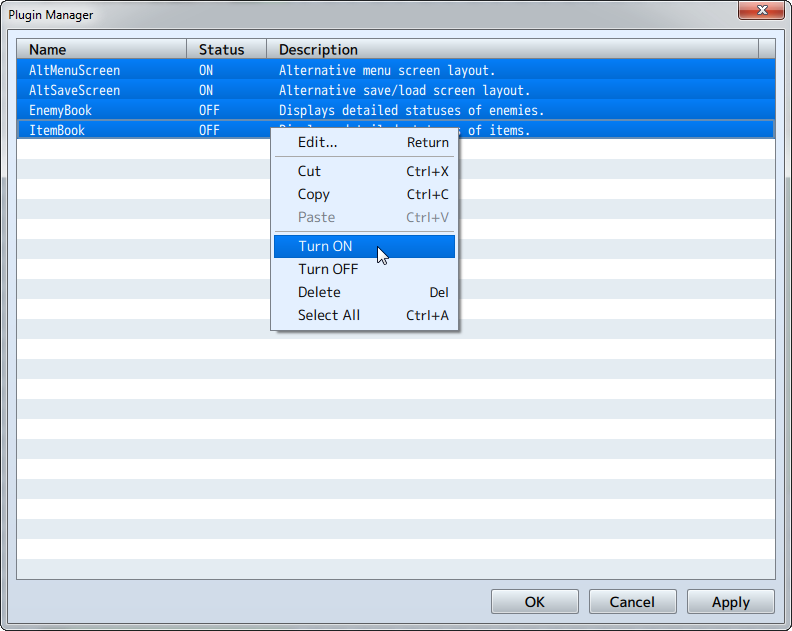 Plugin Manager
Name Status Description
AltMenuScreen ON Alternative menu screen layout.
AltSaveScreen ON Alternative save/load screen layout.
EnemyBook OFF Displays detailed statuses of enemies.
ItemBook OFF of items.
Edit... Return
Cut Ctrl+X
Copy Ctrl+C
Paste Ctrl+V
Turn ON
Turn OFF
Delete Del
Select All Ctrl+A
OK Cancel Apply